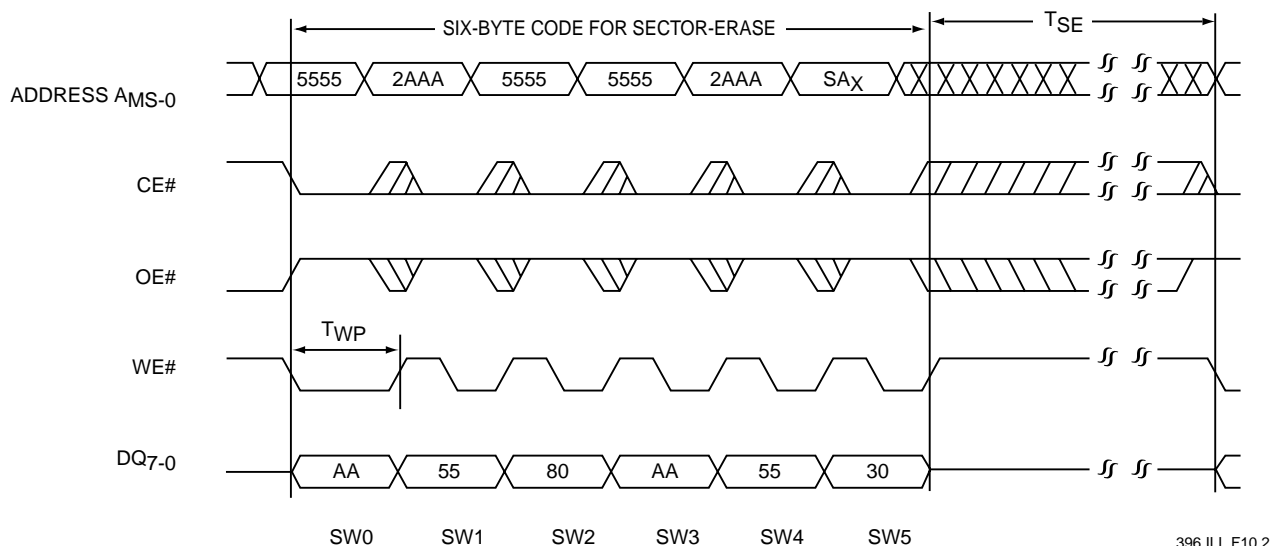 SIX-BYTE CODE FOR SECTOR-ERASE
TSE
ADDRESS AMS-0
5555 2AAA 5555 5555 2AAA SAX
CE#
OE#
TWP
WE#
DQ7-0
AA 55 80 AA 55 30
SW0 SW1 SW2 SW3 SW4 SW5
396 ILL F10.2